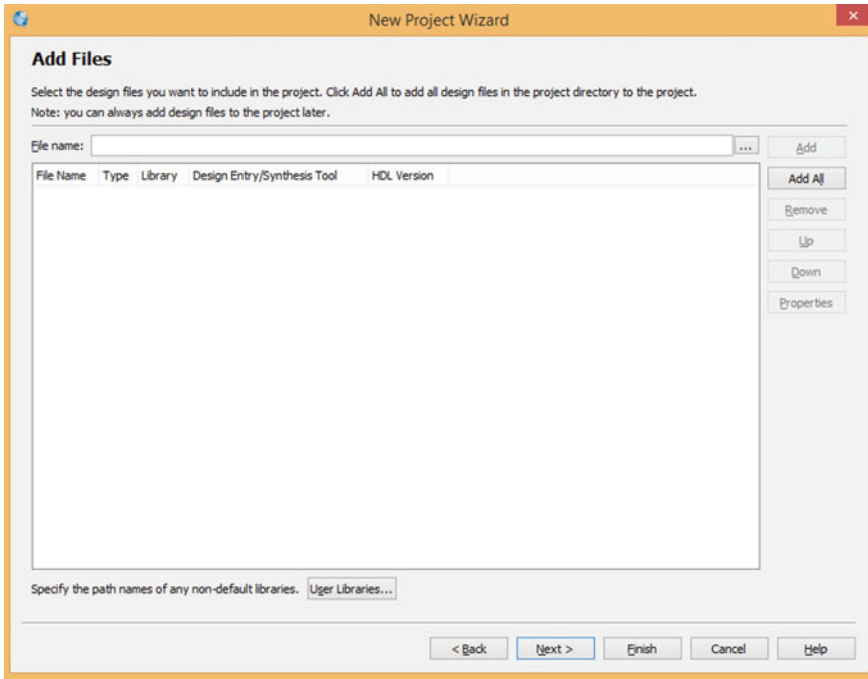 New Project Wizard
Add Files
Select the design files you want to include in the project. Click Add All to add all design files in the project directory to the project.
Note: you can always add design files to the project later.
File name: ... Add
File Name Type Library Design Entry/Synthesis Tool HDL Version
Add All
Remove
Up
Down
Properties
Specify the path names of any non-default libraries. User Libraries...
< Back Next > Finish Cancel Help